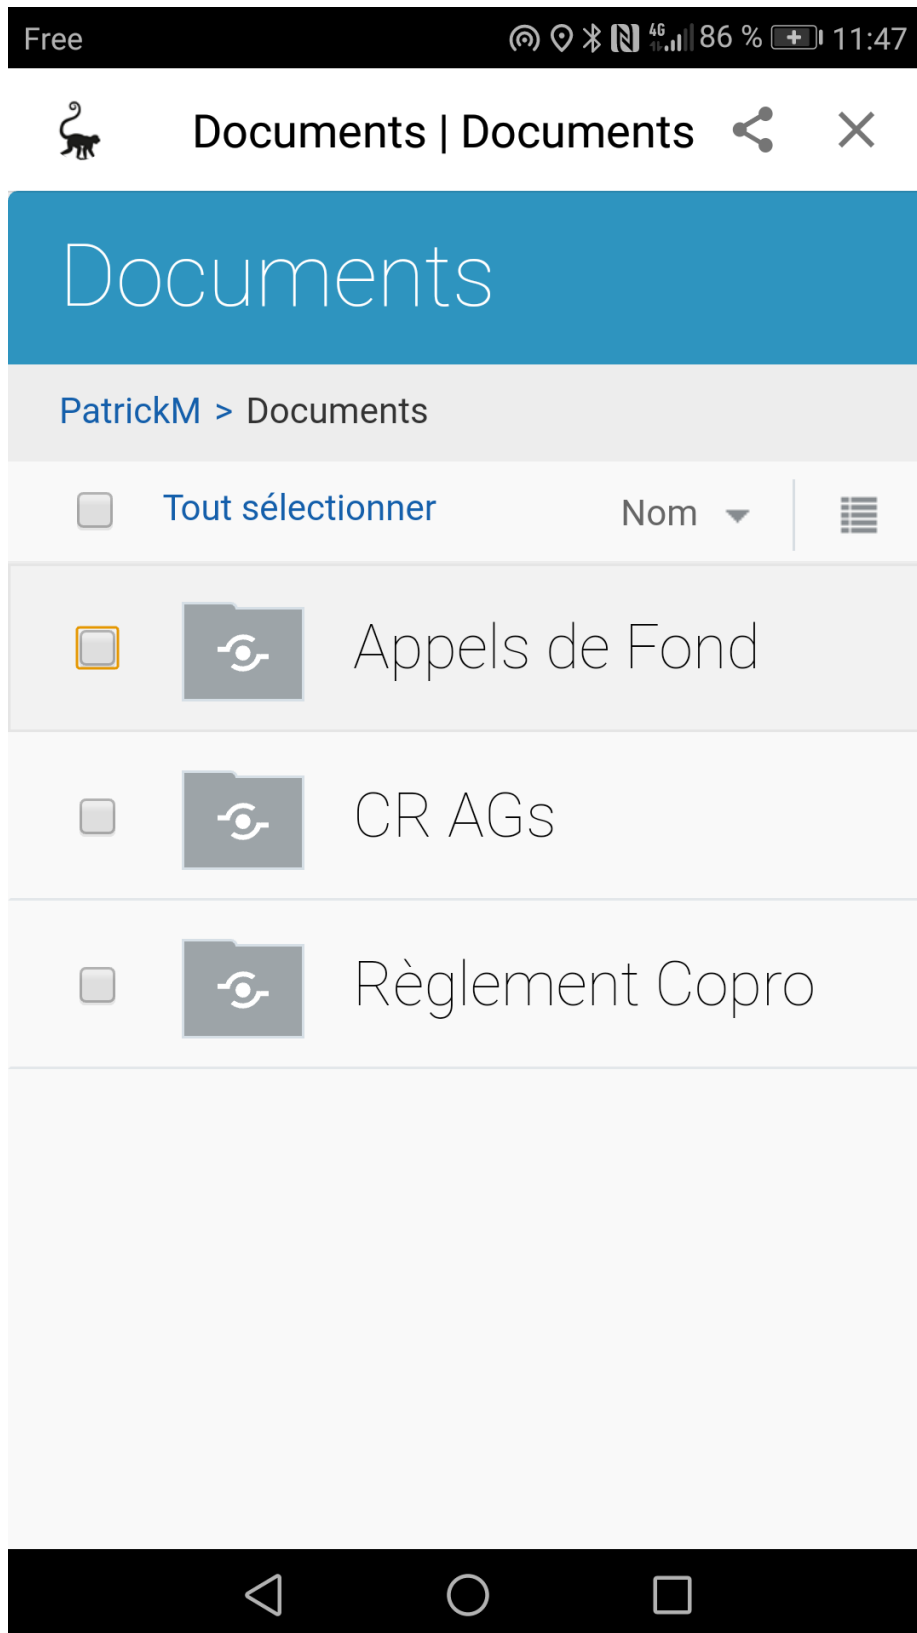 Free 4G 86 % 11:47
Documents | Documents
Documents
PatrickM > Documents
Tout sélectionner Nom
Appels de Fond
CR AGs
Règlement Copro